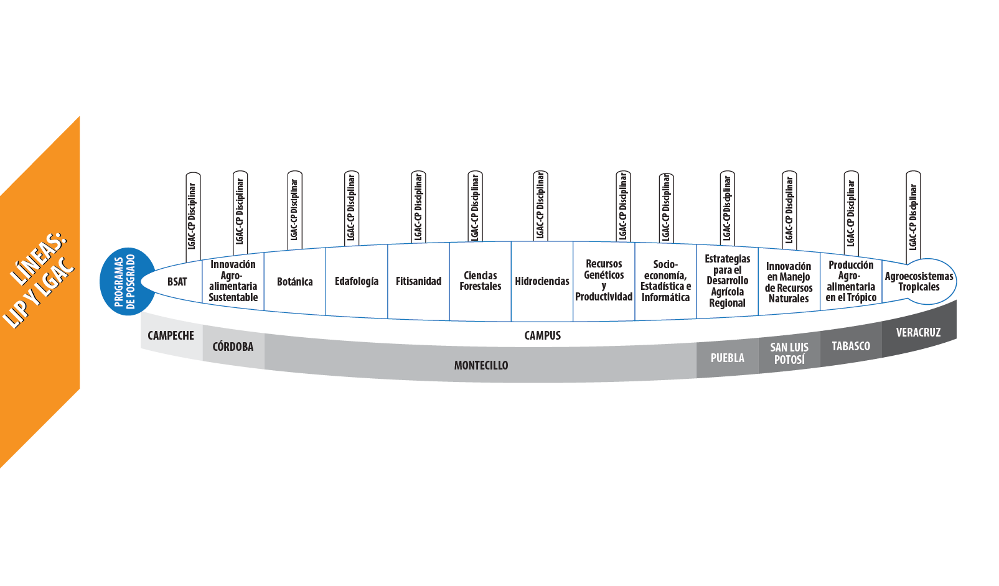 LÍNEAS:
LIP Y LGAC
PROGRAMAS
DE POSGRADO
LGAC-CP Disciplinar
LGAC-CP Disciplinar
LGAC-CP Disciplinar
LGAC-CP Disciplinar
LGAC-CP Disciplinar
LGAC-CP Disciplinar
LGAC-CP Disciplinar
LGAC-CP Disciplinar
LGAC-CP Disciplinar
LGAC-CPDisciplinar
LGAC-CP Disciplinar
LGAC-CP Disciplinar
LGAC-CP Disciplinar
BSAT
Innovación
Agro-
alimentaria
Sustentable
Botánica
Edafología
Fitisanidad
Ciencias
Forestales
Hidrociencias
Recursos
Genéticos
y
Productividad
Socio-
economía,
Estadística e
Informática
Estrategias
para el
Desarrollo
Agrícola
Regional
Innovación
en Manejo
de Recursos
Naturales
Producción
Agro-
alimentaria
en el Trópico
Agroecosistemas
Tropicales
CAMPUS
CAMPECHE
CÓRDOBA
MONTECILLO
PUEBLA
SAN LUIS
POTOSÍ
TABASCO
VERACRUZ